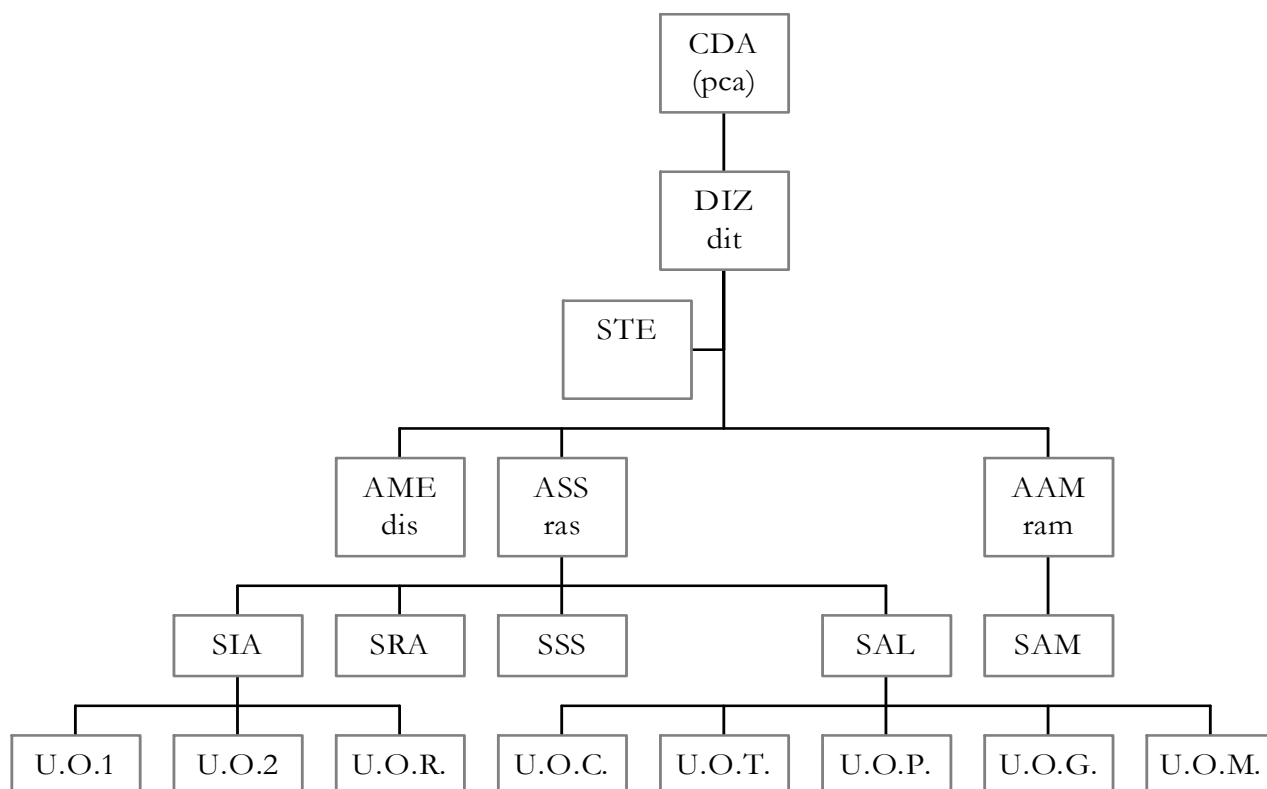 CDA
(pca)
DIZ
dit
STE
AME
dis
ASS
ras
AAM
ram
SIA
SRA
SSS
SAL
SAM
U.O.1
U.O.2
U.O.R.
U.O.C.
U.O.T.
U.O.P.
U.O.G.
U.O.M.